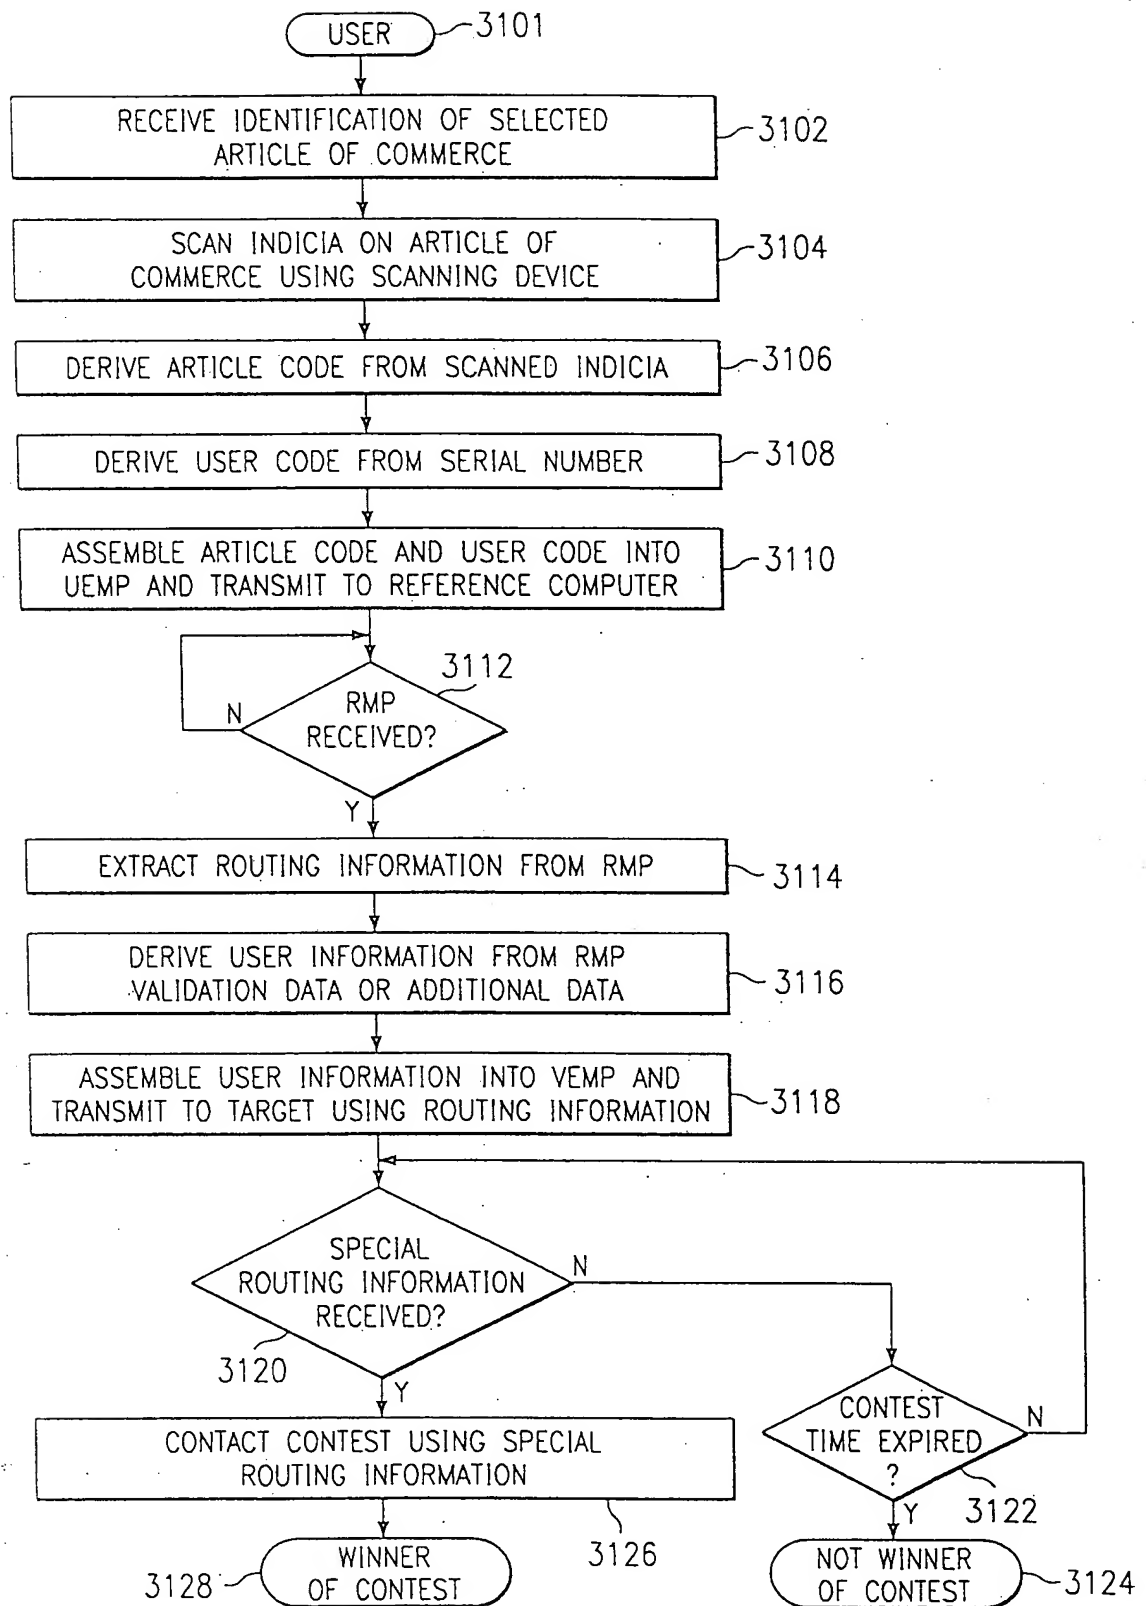 USER
3101
RECEIVE IDENTIFICATION OF SELECTED
ARTICLE OF COMMERCE
3102
SCAN INDICIA ON ARTICLE OF
COMMERCE USING SCANNING DEVICE
3104
DERIVE ARTICLE CODE FROM SCANNED INDICIA
3106
DERIVE USER CODE FROM SERIAL NUMBER
3108
ASSEMBLE ARTICLE CODE AND USER CODE INTO
UEMP AND TRANSMIT TO REFERENCE COMPUTER
3110
3112
RMP
RECEIVED?
N
Y
EXTRACT ROUTING INFORMATION FROM RMP
3114
DERIVE USER INFORMATION FROM RMP
VALIDATION DATA OR ADDITIONAL DATA
3116
ASSEMBLE USER INFORMATION INTO VEMP AND
TRANSMIT TO TARGET USING ROUTING INFORMATION
3118
SPECIAL
ROUTING INFORMATION
RECEIVED?
N
3120
Y
CONTEST
TIME EXPIRED
?
N
3122
Y
CONTACT CONTEST USING SPECIAL
ROUTING INFORMATION
3126
WINNER
OF CONTEST
3128
NOT WINNER
OF CONTEST
3124